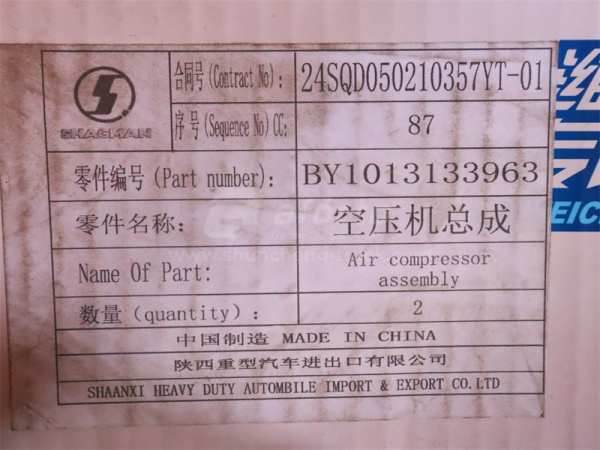 SHACMAN
合同号(Contract No): 24SQD050210357YT-01
序号(Sequence No)CC: 87
零件编号(Part number): BY1013133963
零件名称: 空压机总成
Name Of Part: Air compressor
assembly
数量(quantity): 2
中国制造 MADE IN CHINA
陕西重型汽车进出口有限公司
SHAANXI HEAVY DUTY AUTOMBILE IMPORT & EXPORT CO.LTD
EIC